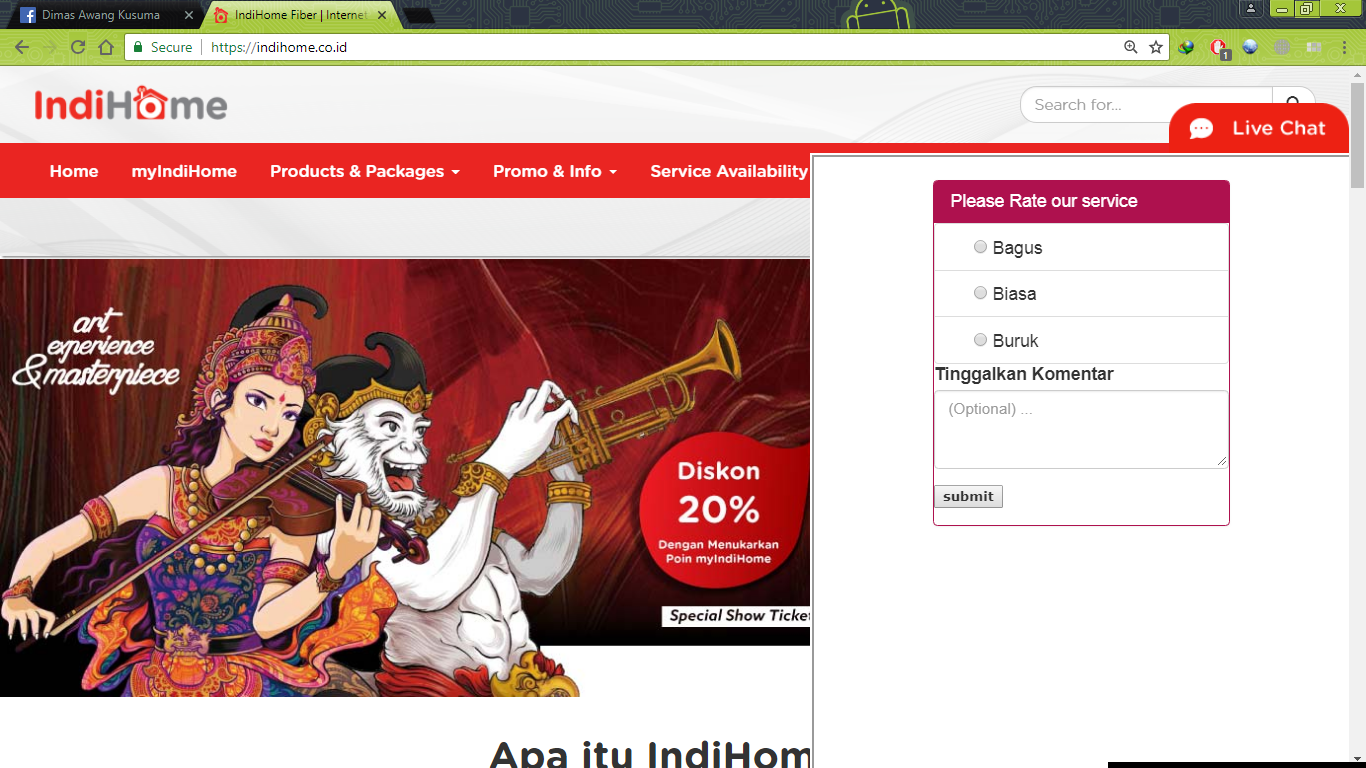 Dimas Awang Kusuma
IndiHome Fiber | Internet
Secure
https://indihome.co.id
1
IndiHome
Search for...
Live Chat
Home
myIndiHome
Products & Packages
Promo & Info
Service Availability
Please Rate our service
Bagus
Biasa
Buruk
Tinggalkan Komentar
(Optional) ...
submit
art
experience
&masterpiece
Diskon
20%
Dengan Menukarkan
Poin myIndiHome
Special Show Ticket
Apa itu IndiHom